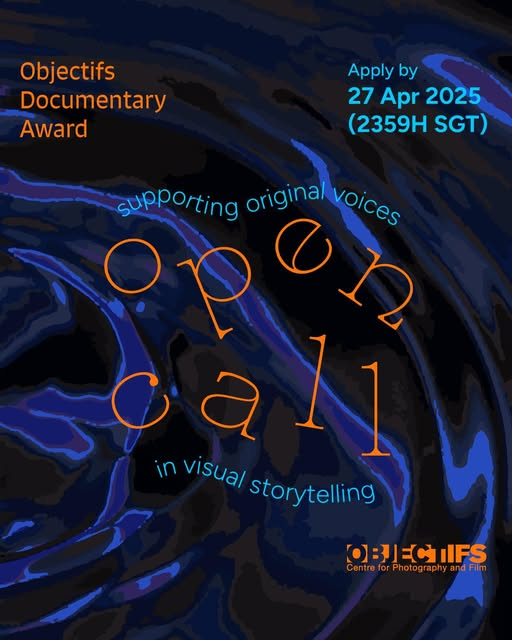 Objectifs
Documentary
Award
Apply by
27 Apr 2025
(2359H SGT)
supporting original voices
open
call
in visual storytelling
OBJECTIFS
Centre for Photography and Film